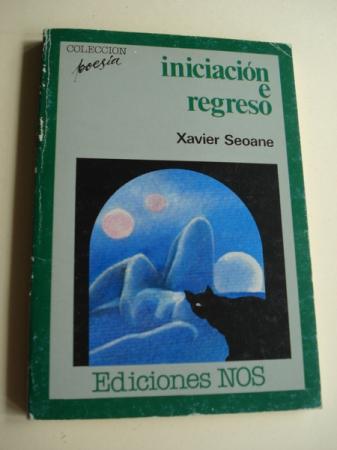 COLECCION
poesía
iniciación
e
regreso
Xavier Seoane
Ediciones NOS